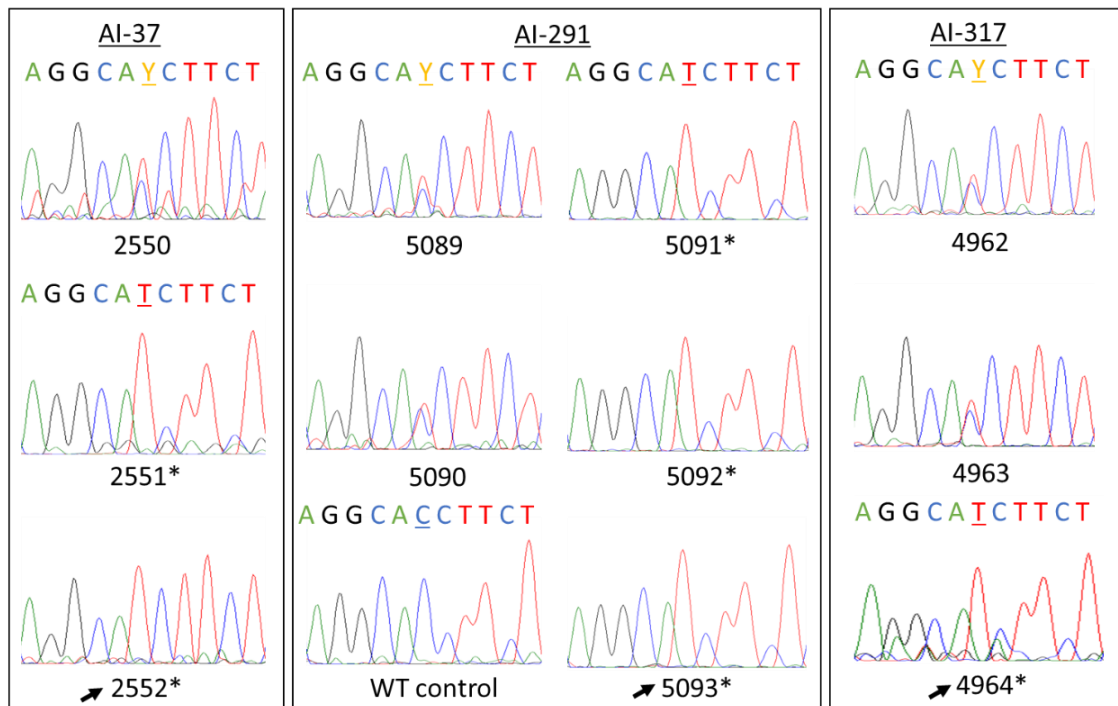 AI-37
AGGCAYCTTCT
2550
AGGCATCTTCT
2551*
2552*
AI-291
AGGCAYCTTCT
AGGCATCTTCT
5089
5091*
5090
5092*
AGGCACCTTCT
WT control
5093*
AI-317
AGGCAYCTTCT
4962
4963
AGGCATCTTCT
4964*